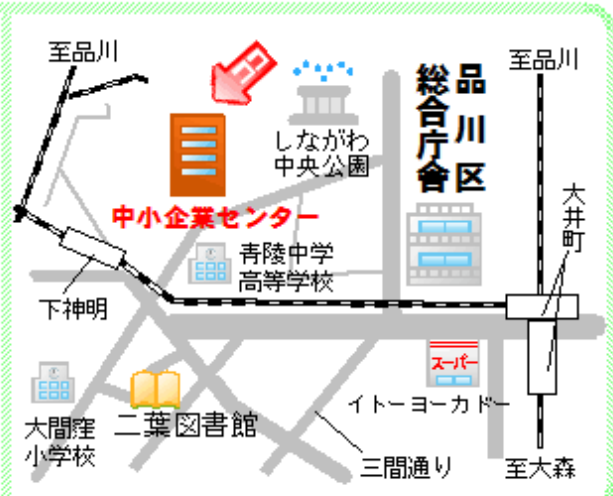 至品川
至品川
総合庁舎
品川区
しながわ
中央公園
中小企業センター
大井町
青陵中学
高等学校
下神明
スーパー
イトーヨーカドー
大間窪
小学校
二葉図書館
三間通り
至大森